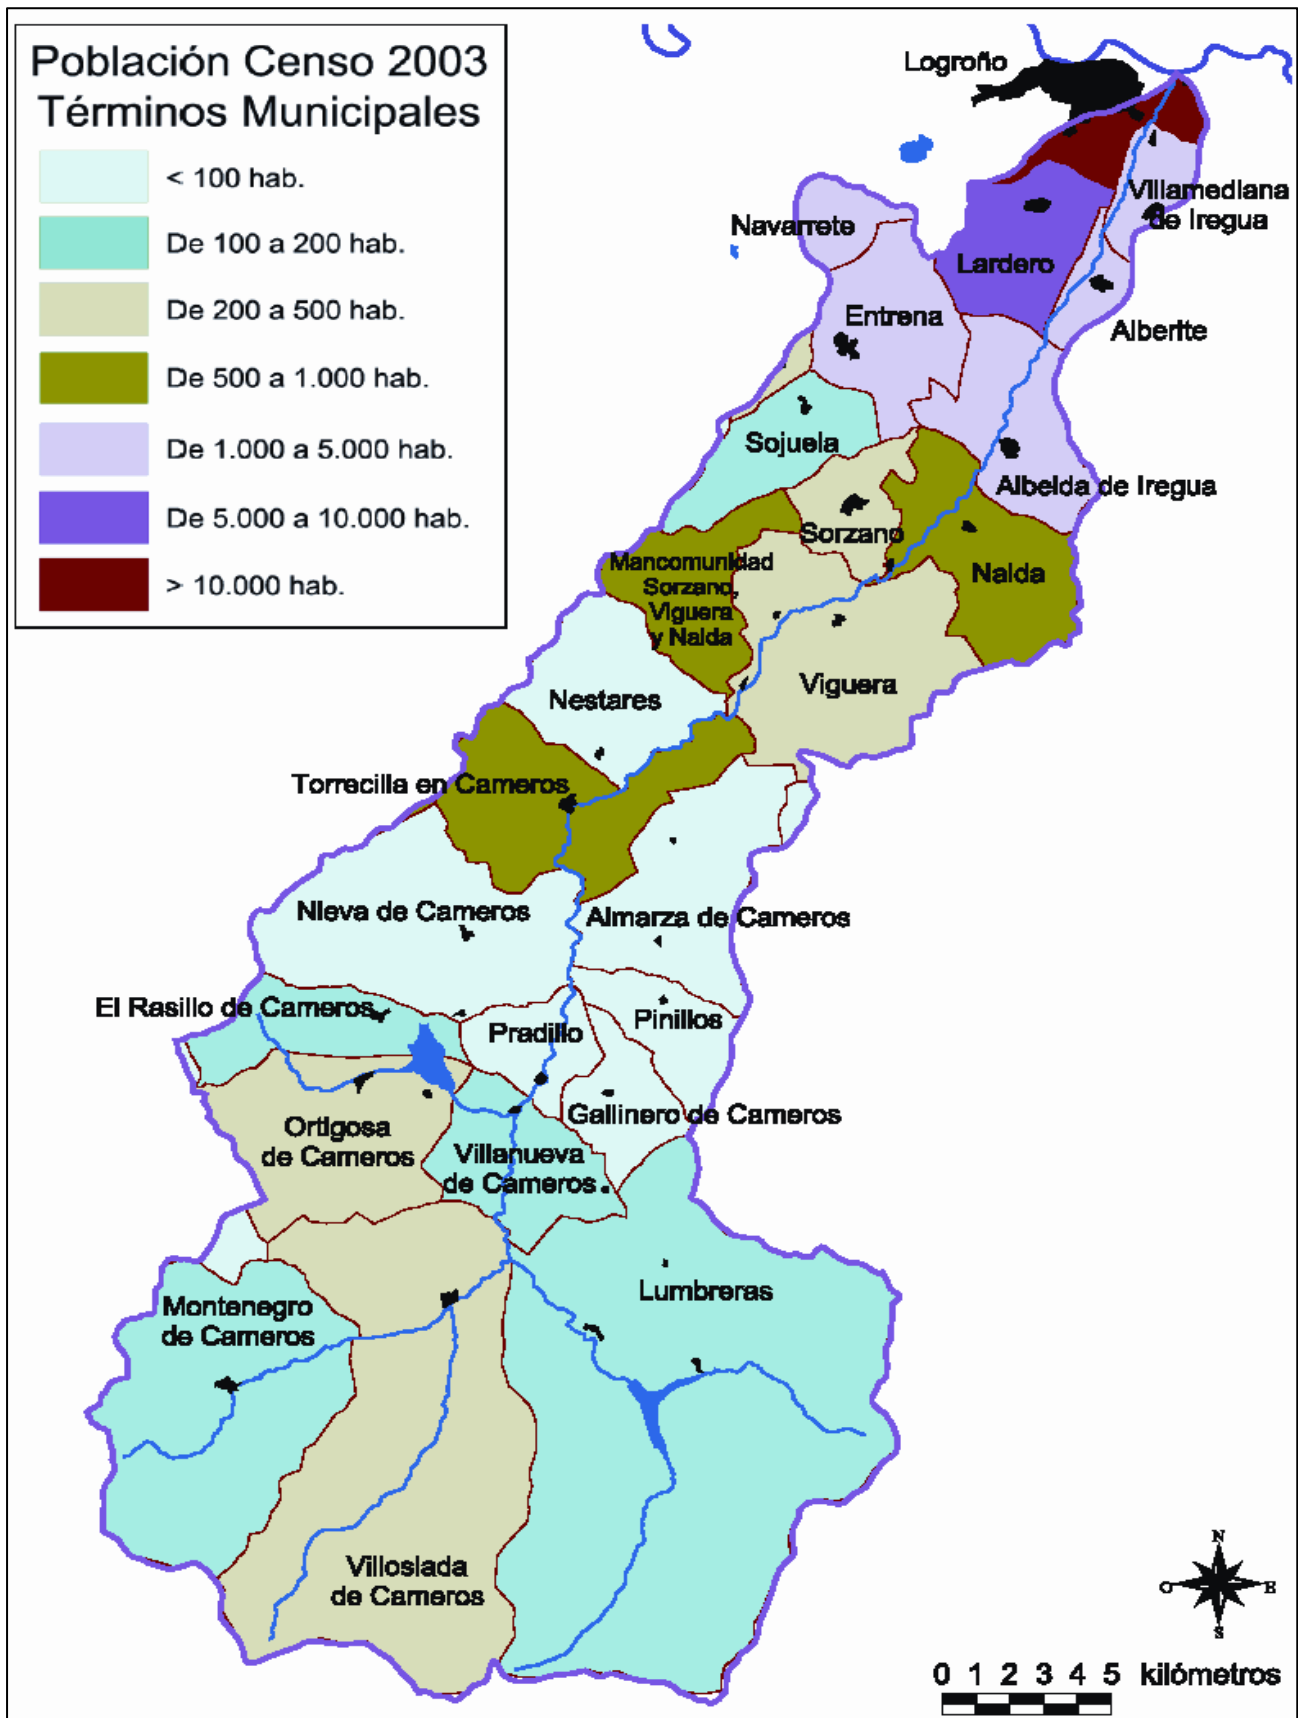 Población Censo 2003
Términos Municipales
< 100 hab.
De 100 a 200 hab.
De 200 a 500 hab.
De 500 a 1.000 hab.
De 1.000 a 5.000 hab.
De 5.000 a 10.000 hab.
> 10.000 hab.
Logroño
Villamediana
de Iregua
Navarrete
Lardero
Entrena
Alberite
Sojuela
Albelda de Iregua
Sorzano
Mancomunidad
Sorzano,
Viguera
y Nalda
Nalda
Viguera
Nestares
Torrecilla en Cameros
Nieva de Cameros
Almarza de Cameros
El Rasillo de Cameros
Pradillo
Pinillos
Gallinero de Cameros
Ortigosa
de Cameros
Villanueva
de Cameros
Lumbreras
Montenegro
de Cameros
Villoslada
de Cameros
N
O
E
S
0 1 2 3 4 5 kilómetros